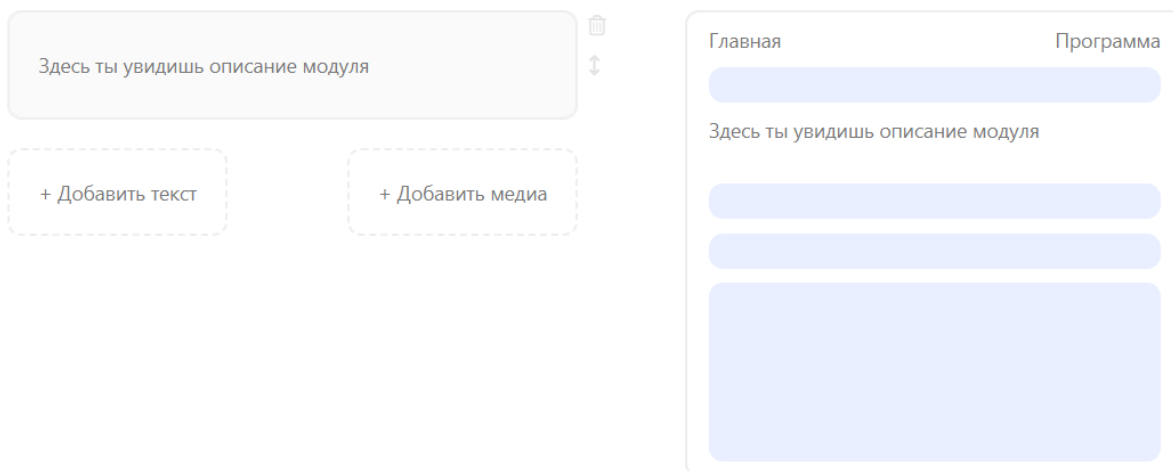 Здесь ты увидишь описание модуля
+ Добавить текст
+ Добавить медиа
Главная
Программа
Здесь ты увидишь описание модуля